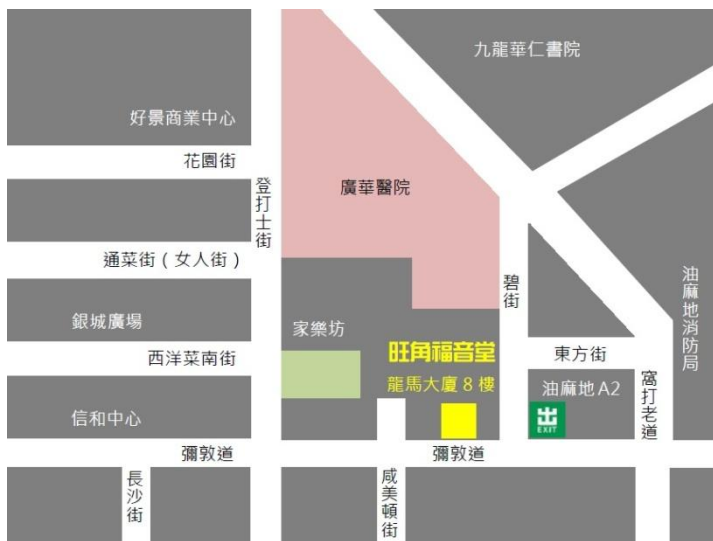 九龍華仁書院
好景商業中心
花園街
登打士街
廣華醫院
通菜街（女人街）
碧街
油麻地消防局
銀城廣場
家樂坊
西洋菜南街
旺角福音堂
龍馬大廈8樓
東方街
窩打老道
信和中心
油麻地A2
出
EXIT
彌敦道
彌敦道
長沙街
咸美頓街